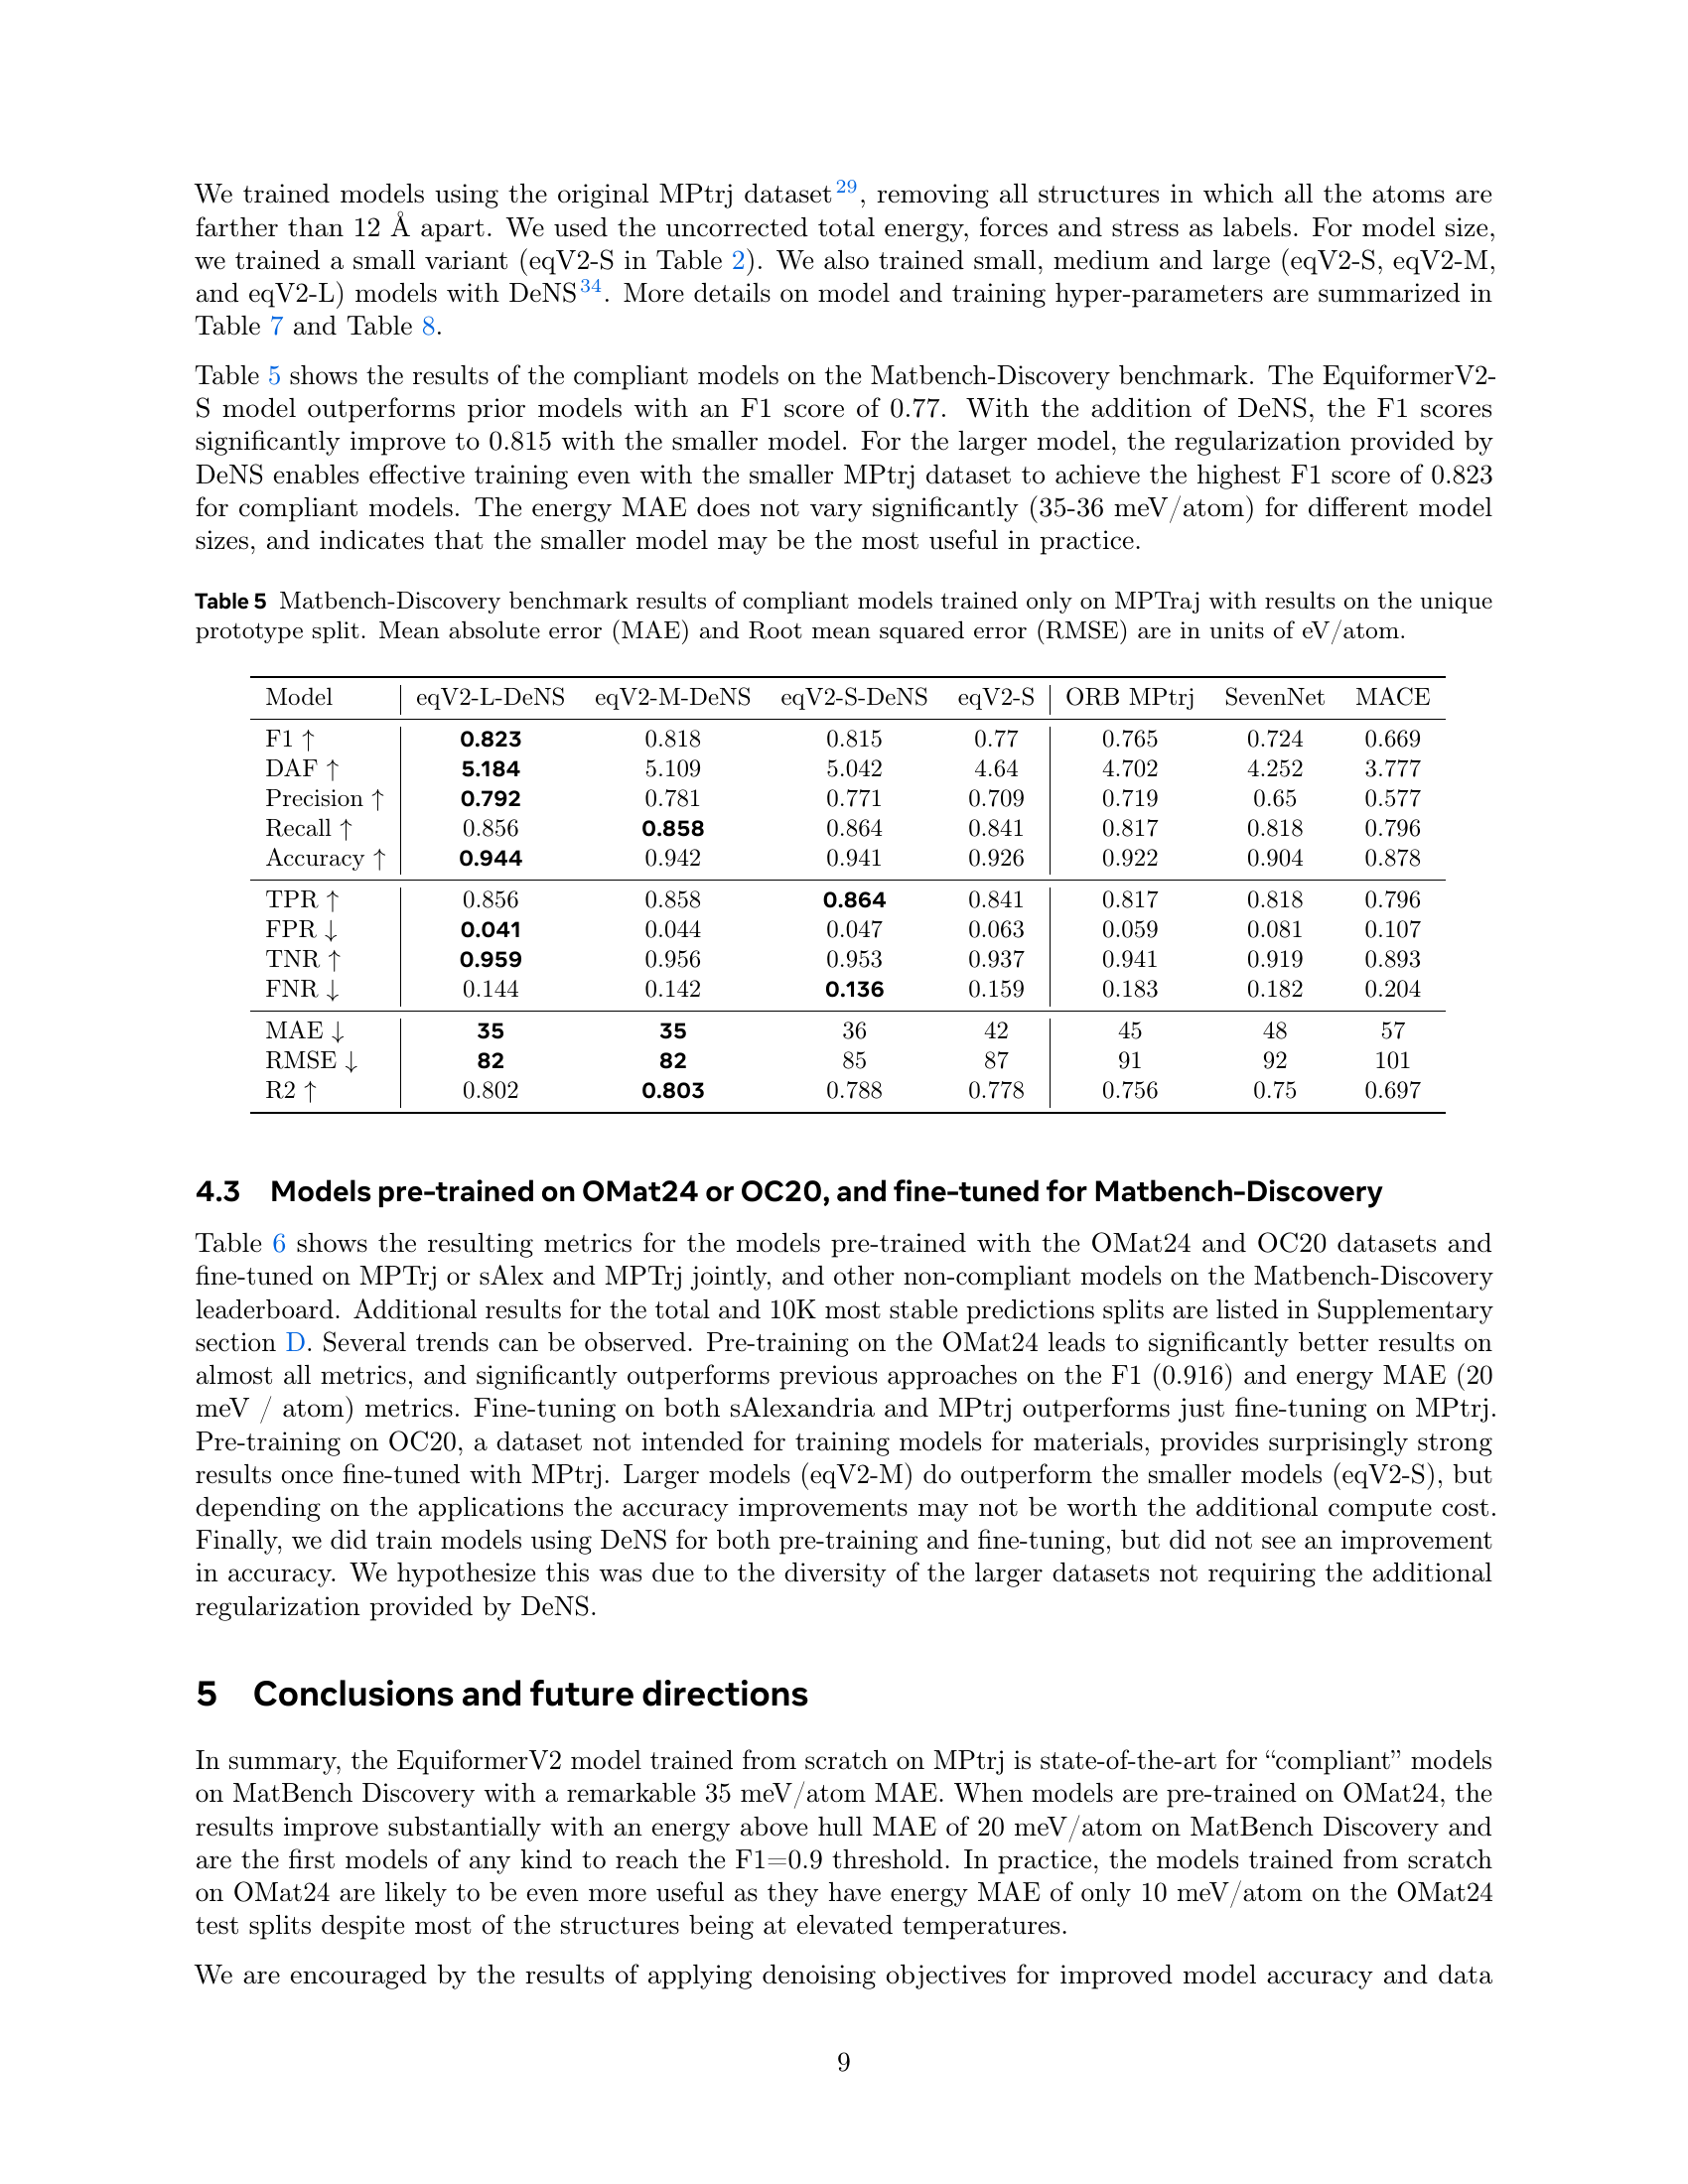 We trained models using the original MPtrj dataset29, removing all structures in which all the atoms are
farther than 12 Å apart. We used the uncorrected total energy, forces and stress as labels. For model size,
we trained a small variant (eqV2-S in Table 2). We also trained small, medium and large (eqV2-S, eqV2-M,
and eqV2-L) models with DeNS34. More details on model and training hyper-parameters are summarized in
Table 7 and Table 8.
Table 5 shows the results of the compliant models on the Matbench-Discovery benchmark. The EquiformerV2-
S model outperforms prior models with an F1 score of 0.77. With the addition of DeNS, the F1 scores
significantly improve to 0.815 with the smaller model. For the larger model, the regularization provided by
DeNS enables effective training even with the smaller MPtrj dataset to achieve the highest F1 score of 0.823
for compliant models. The energy MAE does not vary significantly (35-36 meV/atom) for different model
sizes, and indicates that the smaller model may be the most useful in practice.
Table 5 Matbench-Discovery benchmark results of compliant models trained only on MPTraj with results on the unique
prototype split. Mean absolute error (MAE) and Root mean squared error (RMSE) are in units of eV/atom.
Model eqV2-L-DeNS eqV2-M-DeNS eqV2-S-DeNS eqV2-S ORB MPtrj SevenNet MACE
F1 ↑ 0.823 0.818 0.815 0.77 0.765 0.724 0.669
DAF ↑ 5.184 5.109 5.042 4.64 4.702 4.252 3.777
Precision ↑ 0.792 0.781 0.771 0.709 0.719 0.65 0.577
Recall ↑ 0.856 0.858 0.864 0.841 0.817 0.818 0.796
Accuracy ↑ 0.944 0.942 0.941 0.926 0.922 0.904 0.878
TPR ↑ 0.856 0.858 0.864 0.841 0.817 0.818 0.796
FPR ↓ 0.041 0.044 0.047 0.063 0.059 0.081 0.107
TNR ↑ 0.959 0.956 0.953 0.937 0.941 0.919 0.893
FNR ↓ 0.144 0.142 0.136 0.159 0.183 0.182 0.204
MAE ↓ 35 35 36 42 45 48 57
RMSE ↓ 82 82 85 87 91 92 101
R2 ↑ 0.802 0.803 0.788 0.778 0.756 0.75 0.697
4.3 Models pre-trained on OMat24 or OC20, and fine-tuned for Matbench-Discovery
Table 6 shows the resulting metrics for the models pre-trained with the OMat24 and OC20 datasets and
fine-tuned on MPTrj or sAlex and MPTrj jointly, and other non-compliant models on the Matbench-Discovery
leaderboard. Additional results for the total and 10K most stable predictions splits are listed in Supplementary
section D. Several trends can be observed. Pre-training on the OMat24 leads to significantly better results on
almost all metrics, and significantly outperforms previous approaches on the F1 (0.916) and energy MAE (20
meV / atom) metrics. Fine-tuning on both sAlexandria and MPtrj outperforms just fine-tuning on MPtrj.
Pre-training on OC20, a dataset not intended for training models for materials, provides surprisingly strong
results once fine-tuned with MPtrj. Larger models (eqV2-M) do outperform the smaller models (eqV2-S), but
depending on the applications the accuracy improvements may not be worth the additional compute cost.
Finally, we did train models using DeNS for both pre-training and fine-tuning, but did not see an improvement
in accuracy. We hypothesize this was due to the diversity of the larger datasets not requiring the additional
regularization provided by DeNS.
5 Conclusions and future directions
In summary, the EquiformerV2 model trained from scratch on MPtrj is state-of-the-art for “compliant” models
on MatBench Discovery with a remarkable 35 meV/atom MAE. When models are pre-trained on OMat24, the
results improve substantially with an energy above hull MAE of 20 meV/atom on MatBench Discovery and
are the first models of any kind to reach the F1=0.9 threshold. In practice, the models trained from scratch
on OMat24 are likely to be even more useful as they have energy MAE of only 10 meV/atom on the OMat24
test splits despite most of the structures being at elevated temperatures.
We are encouraged by the results of applying denoising objectives for improved model accuracy and data
9